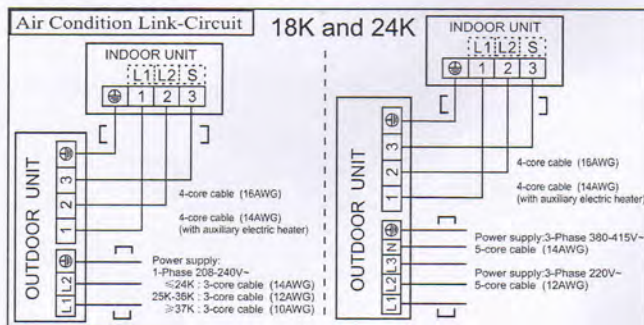 Air Condition Link-Circuit
18K and 24K
INDOOR UNIT
L1 L2 S
1 2 3
OUTDOOR UNIT
3
2
1
L2
L1
4-core cable (16AWG)
4-core cable (14AWG)
(with auxiliary electric heater)
Power supply:
1-Phase 208-240V~
≤24K : 3-core cable (14AWG)
25K-36K : 3-core cable (12AWG)
≥37K : 3-core cable (10AWG)
INDOOR UNIT
L1 L2 S
1 2 3
OUTDOOR UNIT
3
2
1
N
L3
L2
L1
4-core cable (16AWG)
4-core cable (14AWG)
(with auxiliary electric heater)
Power supply:3-Phase 380-415V~
5-core cable (14AWG)
Power supply:3-Phase 220V~
5-core cable (12AWG)